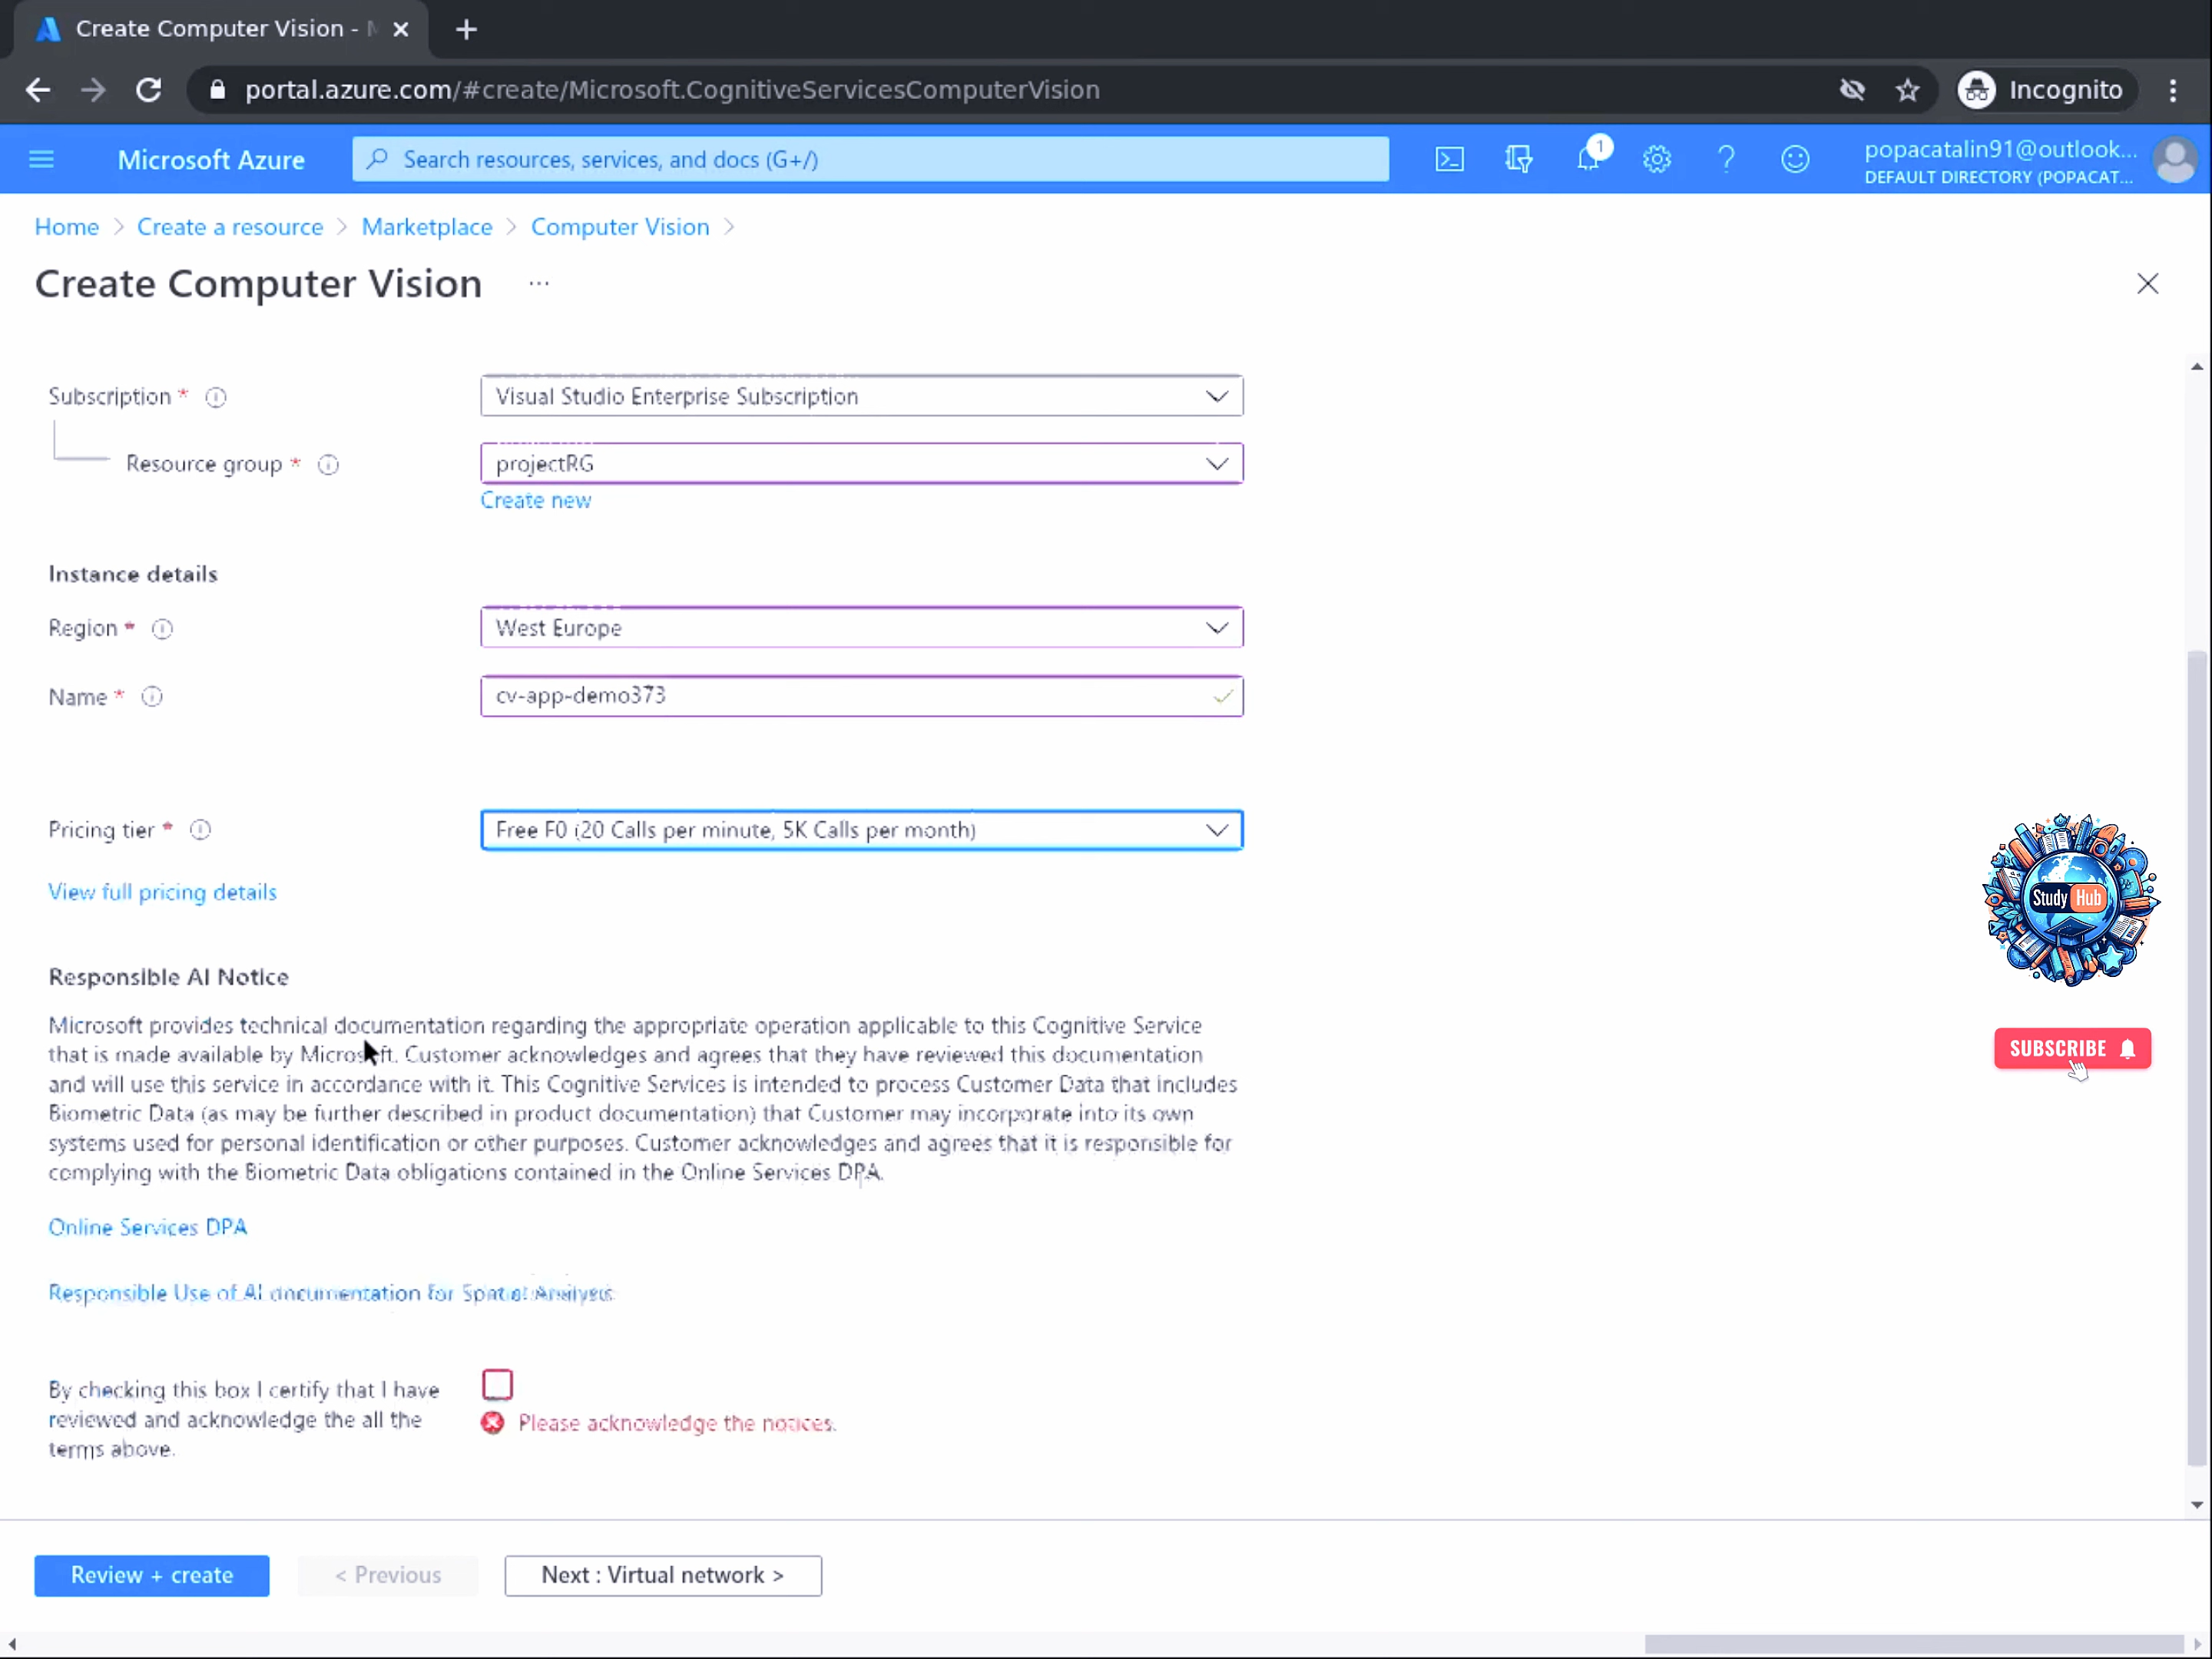 Create Computer Vision -
portal.azure.com/#create/Microsoft.CognitiveServicesComputerVision
Incognito
Microsoft Azure
Search resources, services, and docs (G+/)
1
popacatalin91@outlook...
DEFAULT DIRECTORY (POPACAT...
Home > Create a resource > Marketplace > Computer Vision >
Create Computer Vision ...
Subscription *
Visual Studio Enterprise Subscription
Resource group *
projectRG
Create new
Instance details
Region *
West Europe
Name *
cv-app-demo373
Pricing tier *
Free F0 (20 Calls per minute, 5K Calls per month)
View full pricing details
Study Hub
Responsible AI Notice
Microsoft provides technical documentation regarding the appropriate operation applicable to this Cognitive Service
that is made available by Microsoft. Customer acknowledges and agrees that they have reviewed this documentation
and will use this service in accordance with it. This Cognitive Services is intended to process Customer Data that includes
Biometric Data (as may be further described in product documentation) that Customer may incorporate into its own
systems used for personal identification or other purposes. Customer acknowledges and agrees that it is responsible for
complying with the Biometric Data obligations contained in the Online Services DPA.
SUBSCRIBE
Online Services DPA
Responsible Use of AI documentation for Spatial Analysis
By checking this box I certify that I have
reviewed and acknowledge the all the
terms above.
Please acknowledge the notices.
Review + create
< Previous
Next : Virtual network >